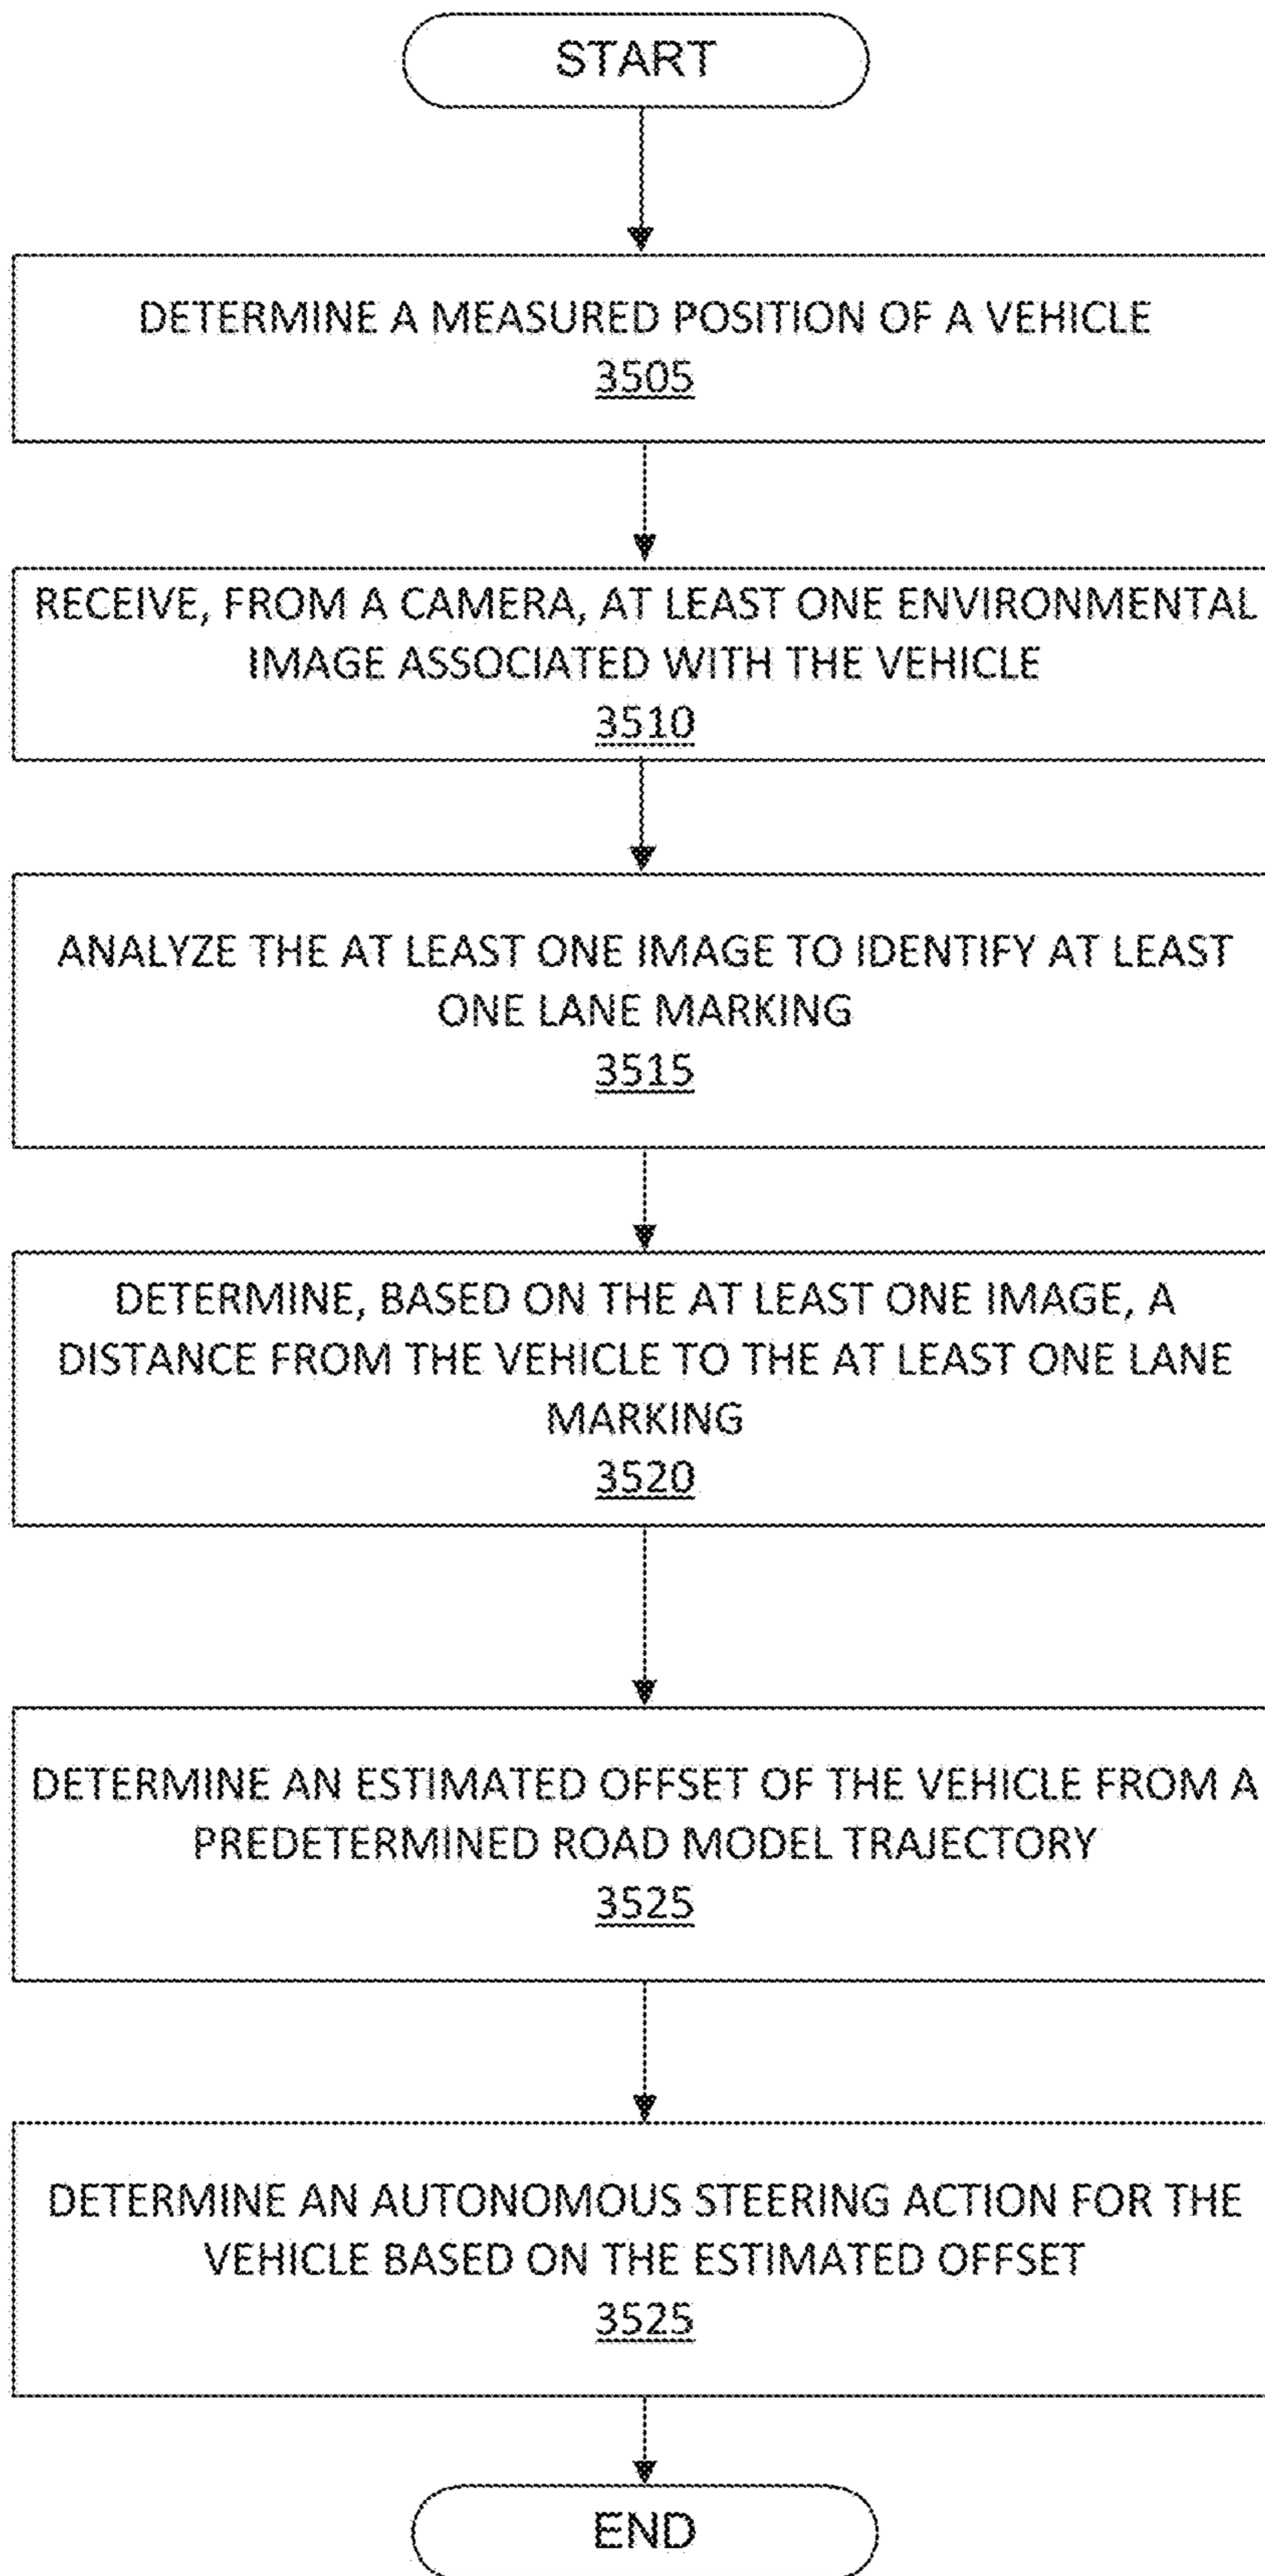 START
DETERMINE A MEASURED POSITION OF A VEHICLE
3505
RECEIVE, FROM A CAMERA, AT LEAST ONE ENVIRONMENTAL
IMAGE ASSOCIATED WITH THE VEHICLE
3510
ANALYZE THE AT LEAST ONE IMAGE TO IDENTIFY AT LEAST
ONE LANE MARKING
3515
DETERMINE, BASED ON THE AT LEAST ONE IMAGE, A
DISTANCE FROM THE VEHICLE TO THE AT LEAST ONE LANE
MARKING
3520
DETERMINE AN ESTIMATED OFFSET OF THE VEHICLE FROM A
PREDETERMINED ROAD MODEL TRAJECTORY
3525
DETERMINE AN AUTONOMOUS STEERING ACTION FOR THE
VEHICLE BASED ON THE ESTIMATED OFFSET
3525
END